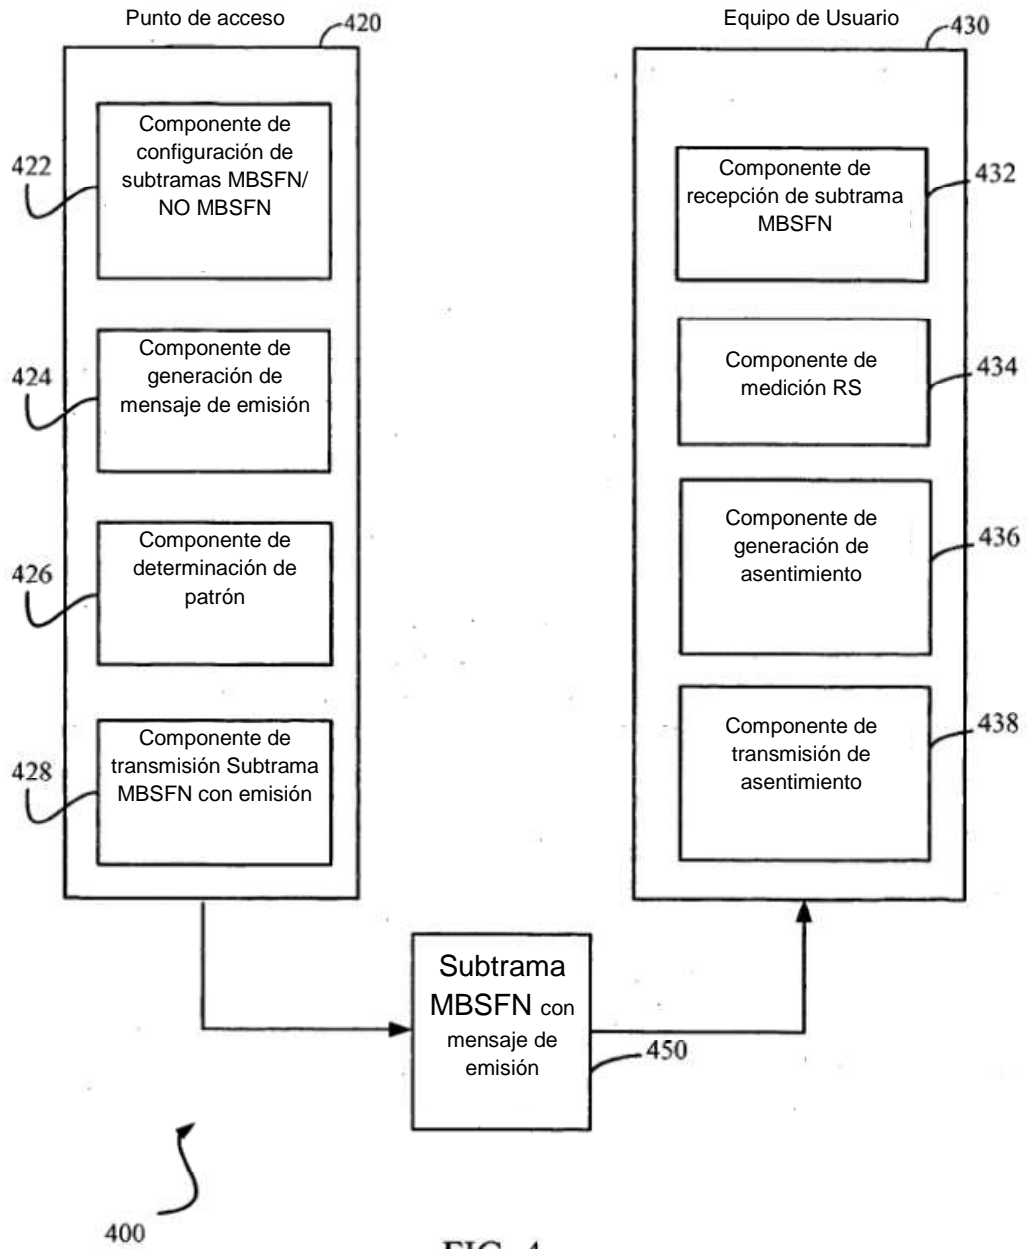 Punto de acceso
420
Componente de
configuración de
subtramas MBSFN/
NO MBSFN
422
Componente de
generación de
mensaje de emisión
424
Componente de
determinación de
patrón
426
Componente de
transmisión Subtrama
MBSFN con emisión
428
Equipo de Usuario
430
Componente de
recepción de subtrama
MBSFN
432
Componente de
medición RS
434
Componente de
generación de
asentimiento
436
Componente de
transmisión de
asentimiento
438
Subtrama
MBSFN con
mensaje de
emisión
450
400
FIG. 4